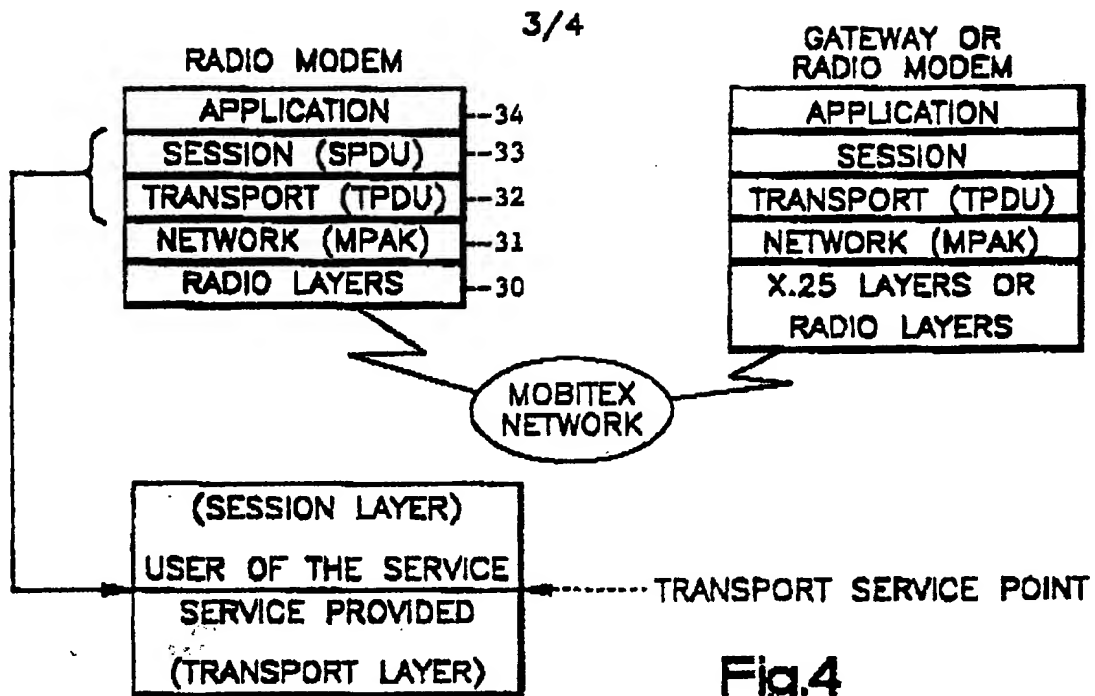 3/4
RADIO MODEM
APPLICATION --34
SESSION (SPDU) --33
TRANSPORT (TPDU) --32
NETWORK (MPAK) --31
RADIO LAYERS --30
GATEWAY OR
RADIO MODEM
APPLICATION
SESSION
TRANSPORT (TPDU)
NETWORK (MPAK)
X.25 LAYERS OR
RADIO LAYERS
MOBITEX
NETWORK
(SESSION LAYER)
USER OF THE SERVICE
SERVICE PROVIDED
(TRANSPORT LAYER)
TRANSPORT SERVICE POINT
Fig.4